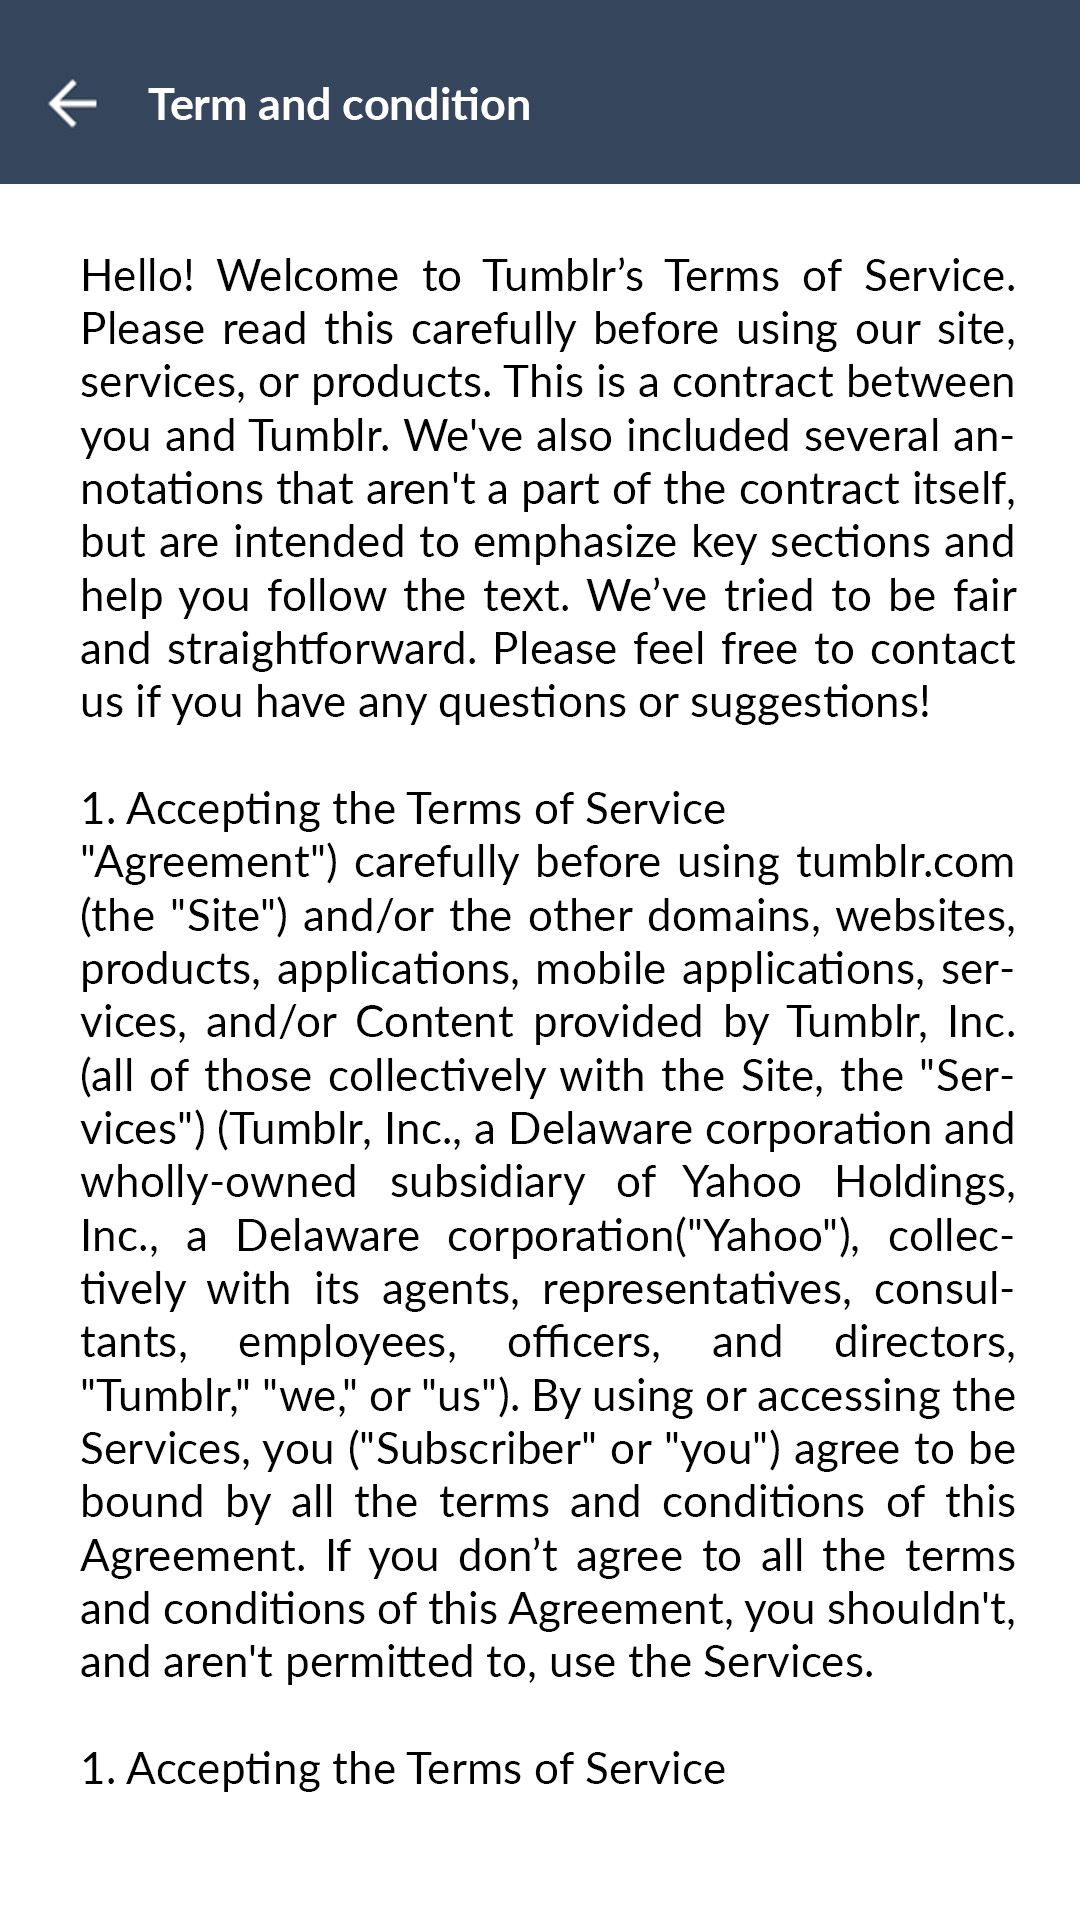 Term and condition
Hello! Welcome to Tumblr’s Terms of Service.
Please read this carefully before using our site,
services, or products. This is a contract between
you and Tumblr. We've also included several an-
notations that aren't a part of the contract itself,
but are intended to emphasize key sections and
help you follow the text. We’ve tried to be fair
and straightforward. Please feel free to contact
us if you have any questions or suggestions!
1. Accepting the Terms of Service
"Agreement") carefully before using tumblr.com
(the "Site") and/or the other domains, websites,
products, applications, mobile applications, ser-
vices, and/or Content provided by Tumblr, Inc.
(all of those collectively with the Site, the "Ser-
vices") (Tumblr, Inc., a Delaware corporation and
wholly-owned subsidiary of Yahoo Holdings,
Inc., a Delaware corporation("Yahoo"), collec-
tively with its agents, representatives, consul-
tants, employees, officers, and directors,
"Tumblr," "we," or "us"). By using or accessing the
Services, you ("Subscriber" or "you") agree to be
bound by all the terms and conditions of this
Agreement. If you don’t agree to all the terms
and conditions of this Agreement, you shouldn't,
and aren't permitted to, use the Services.
1. Accepting the Terms of Service